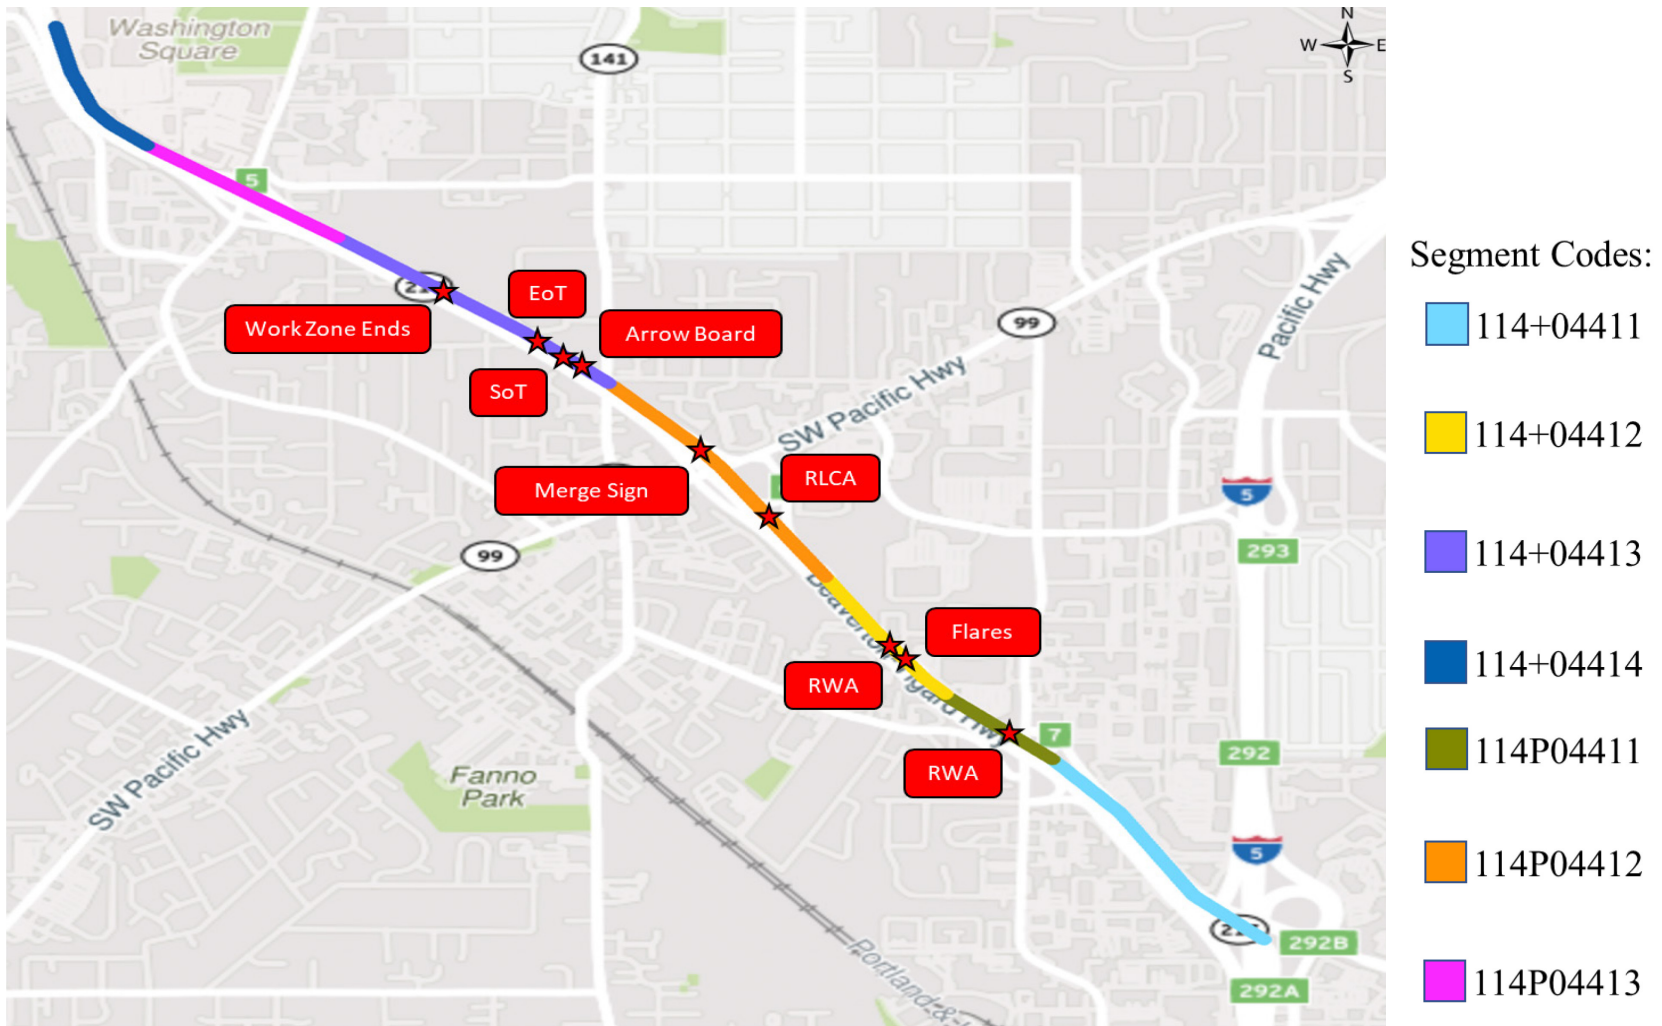 Washington
Square
141
N
W
E
S
5
EoT
Work Zone Ends
Arrow Board
SoT
99
Pacific Hwy
SW Pacific Hwy
Merge Sign
RLCA
5
99
293
Flares
RWA
7
RWA
292
Fanno
Park
SW Pacific Hwy
5
292B
292A
Portland-&
Segment Codes:
114+04411
114+04412
114+04413
114+04414
114P04411
114P04412
114P04413